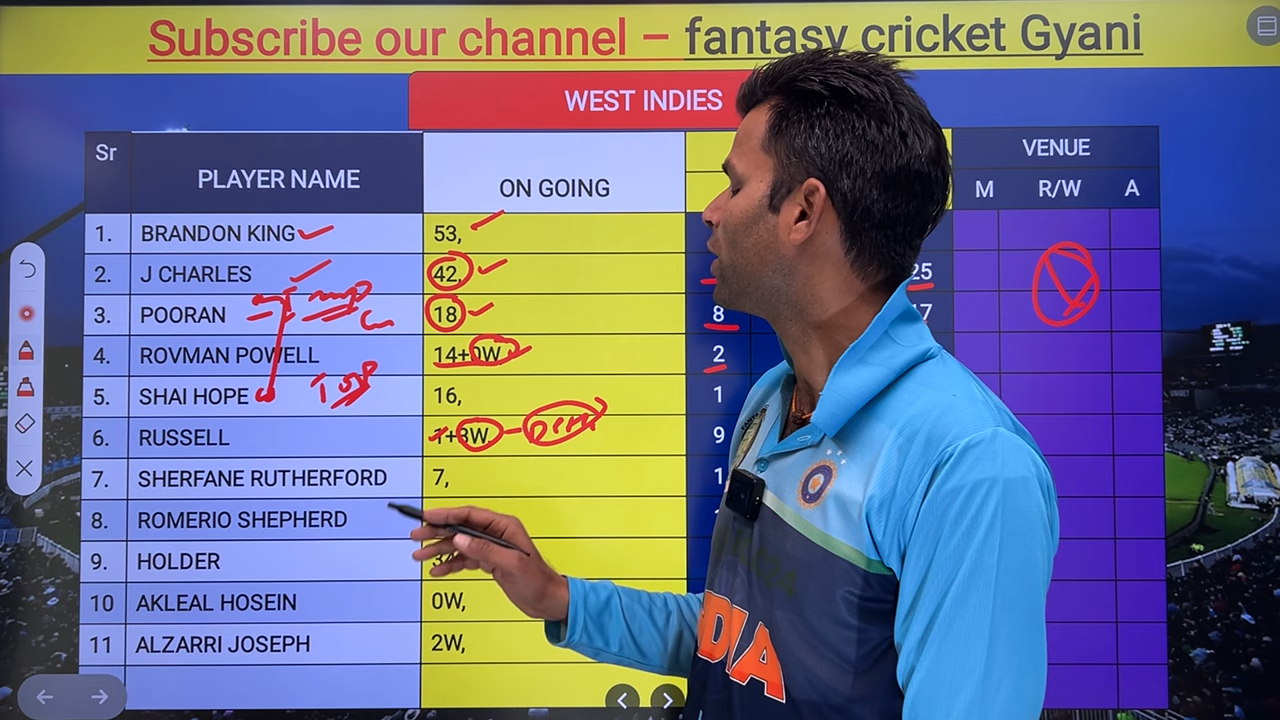 Subscribe our channel – fantasy cricket Gyani
WEST INDIES
Sr PLAYER NAME ON GOING VENUE
M R/W A
1. BRANDON KING 53,
2. J CHARLES 42, 25
3. POORAN 18 8 17
4. ROVMAN POWELL 14+0W 2
5. SHAI HOPE TOP 16, 1
6. RUSSELL 1+3W 9
7. SHERFANE RUTHERFORD 7,
8. ROMERIO SHEPHERD
9. HOLDER
10 AKLEAL HOSEIN 0W,
11 ALZARRI JOSEPH 2W,
INDIA